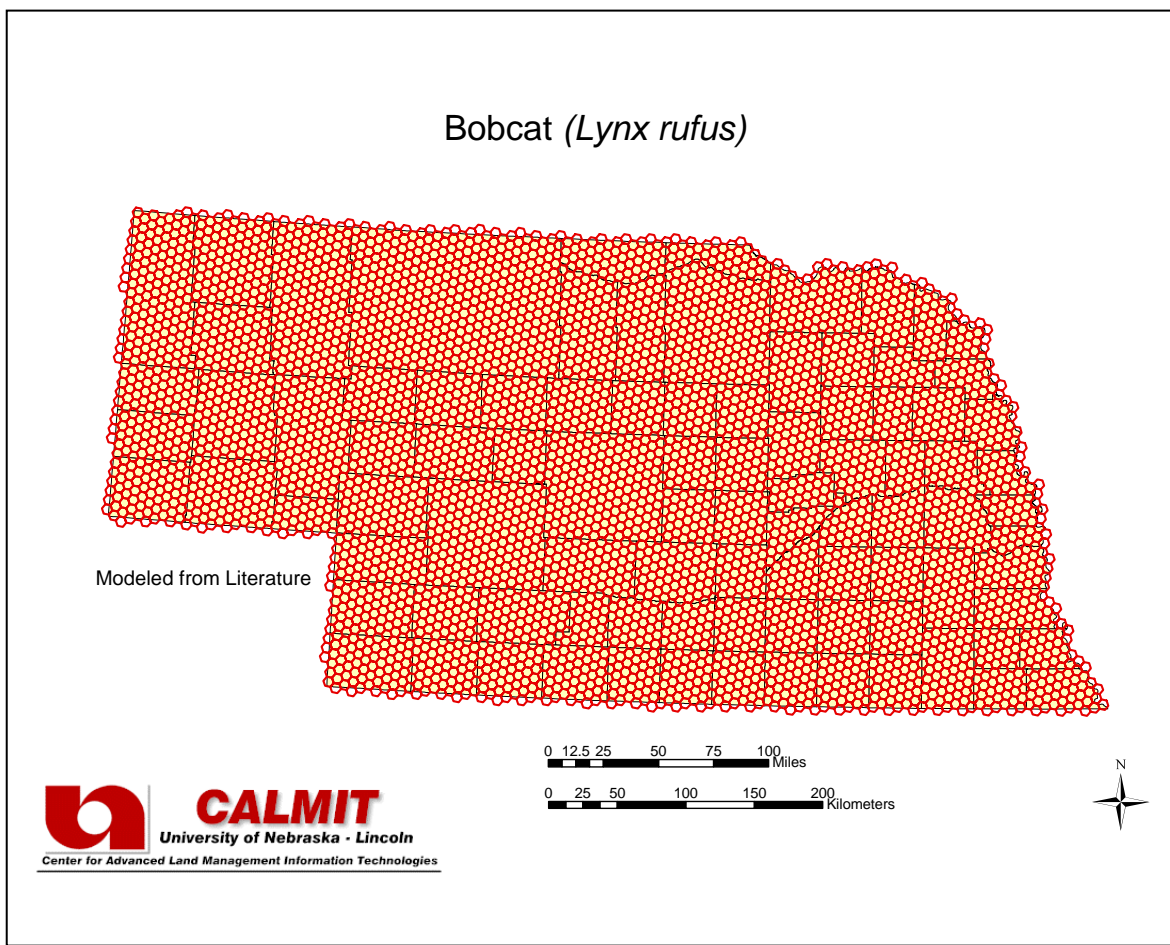 Bobcat (Lynx rufus)
Modeled from Literature
0 12.5 25 50 75 100
Miles
0 25 50 100 150 200
Kilometers
N
CALMIT
University of Nebraska - Lincoln
Center for Advanced Land Management Information Technologies